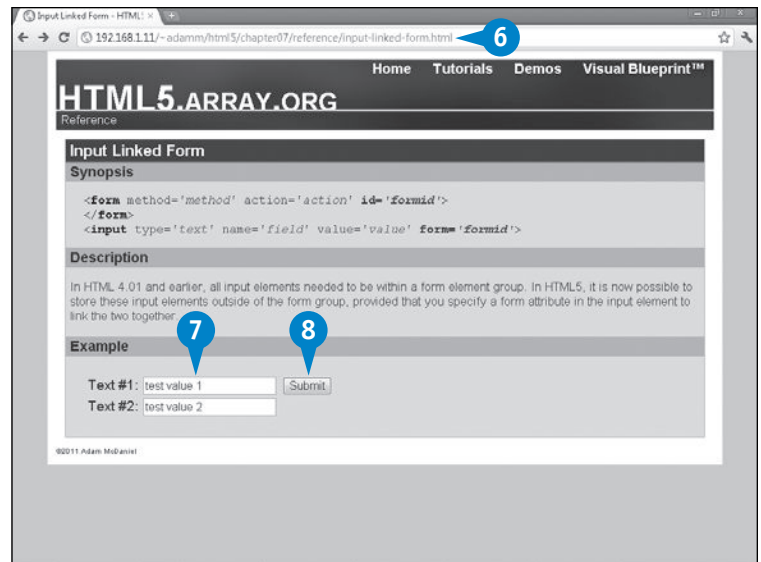 Input Linked Form - HTML:
192.168.1.11/~adamm/html5/chapter07/reference/input-linked-form.html
6
Home Tutorials Demos Visual Blueprint™
HTML5.ARRAY.ORG
Reference
Input Linked Form
Synopsis
<form method='method' action='action' id='formid'>
</form>
<input type='text' name='field' value='value' form='formid'>
Description
In HTML 4.01 and earlier, all input elements needed to be within a form element group. In HTML5, it is now possible to
store these input elements outside of the form group, provided that you specify a form attribute in the input element to
link the two together.
7 8
Example
Text #1: test value 1 Submit
Text #2: test value 2
©2011 Adam McDaniel